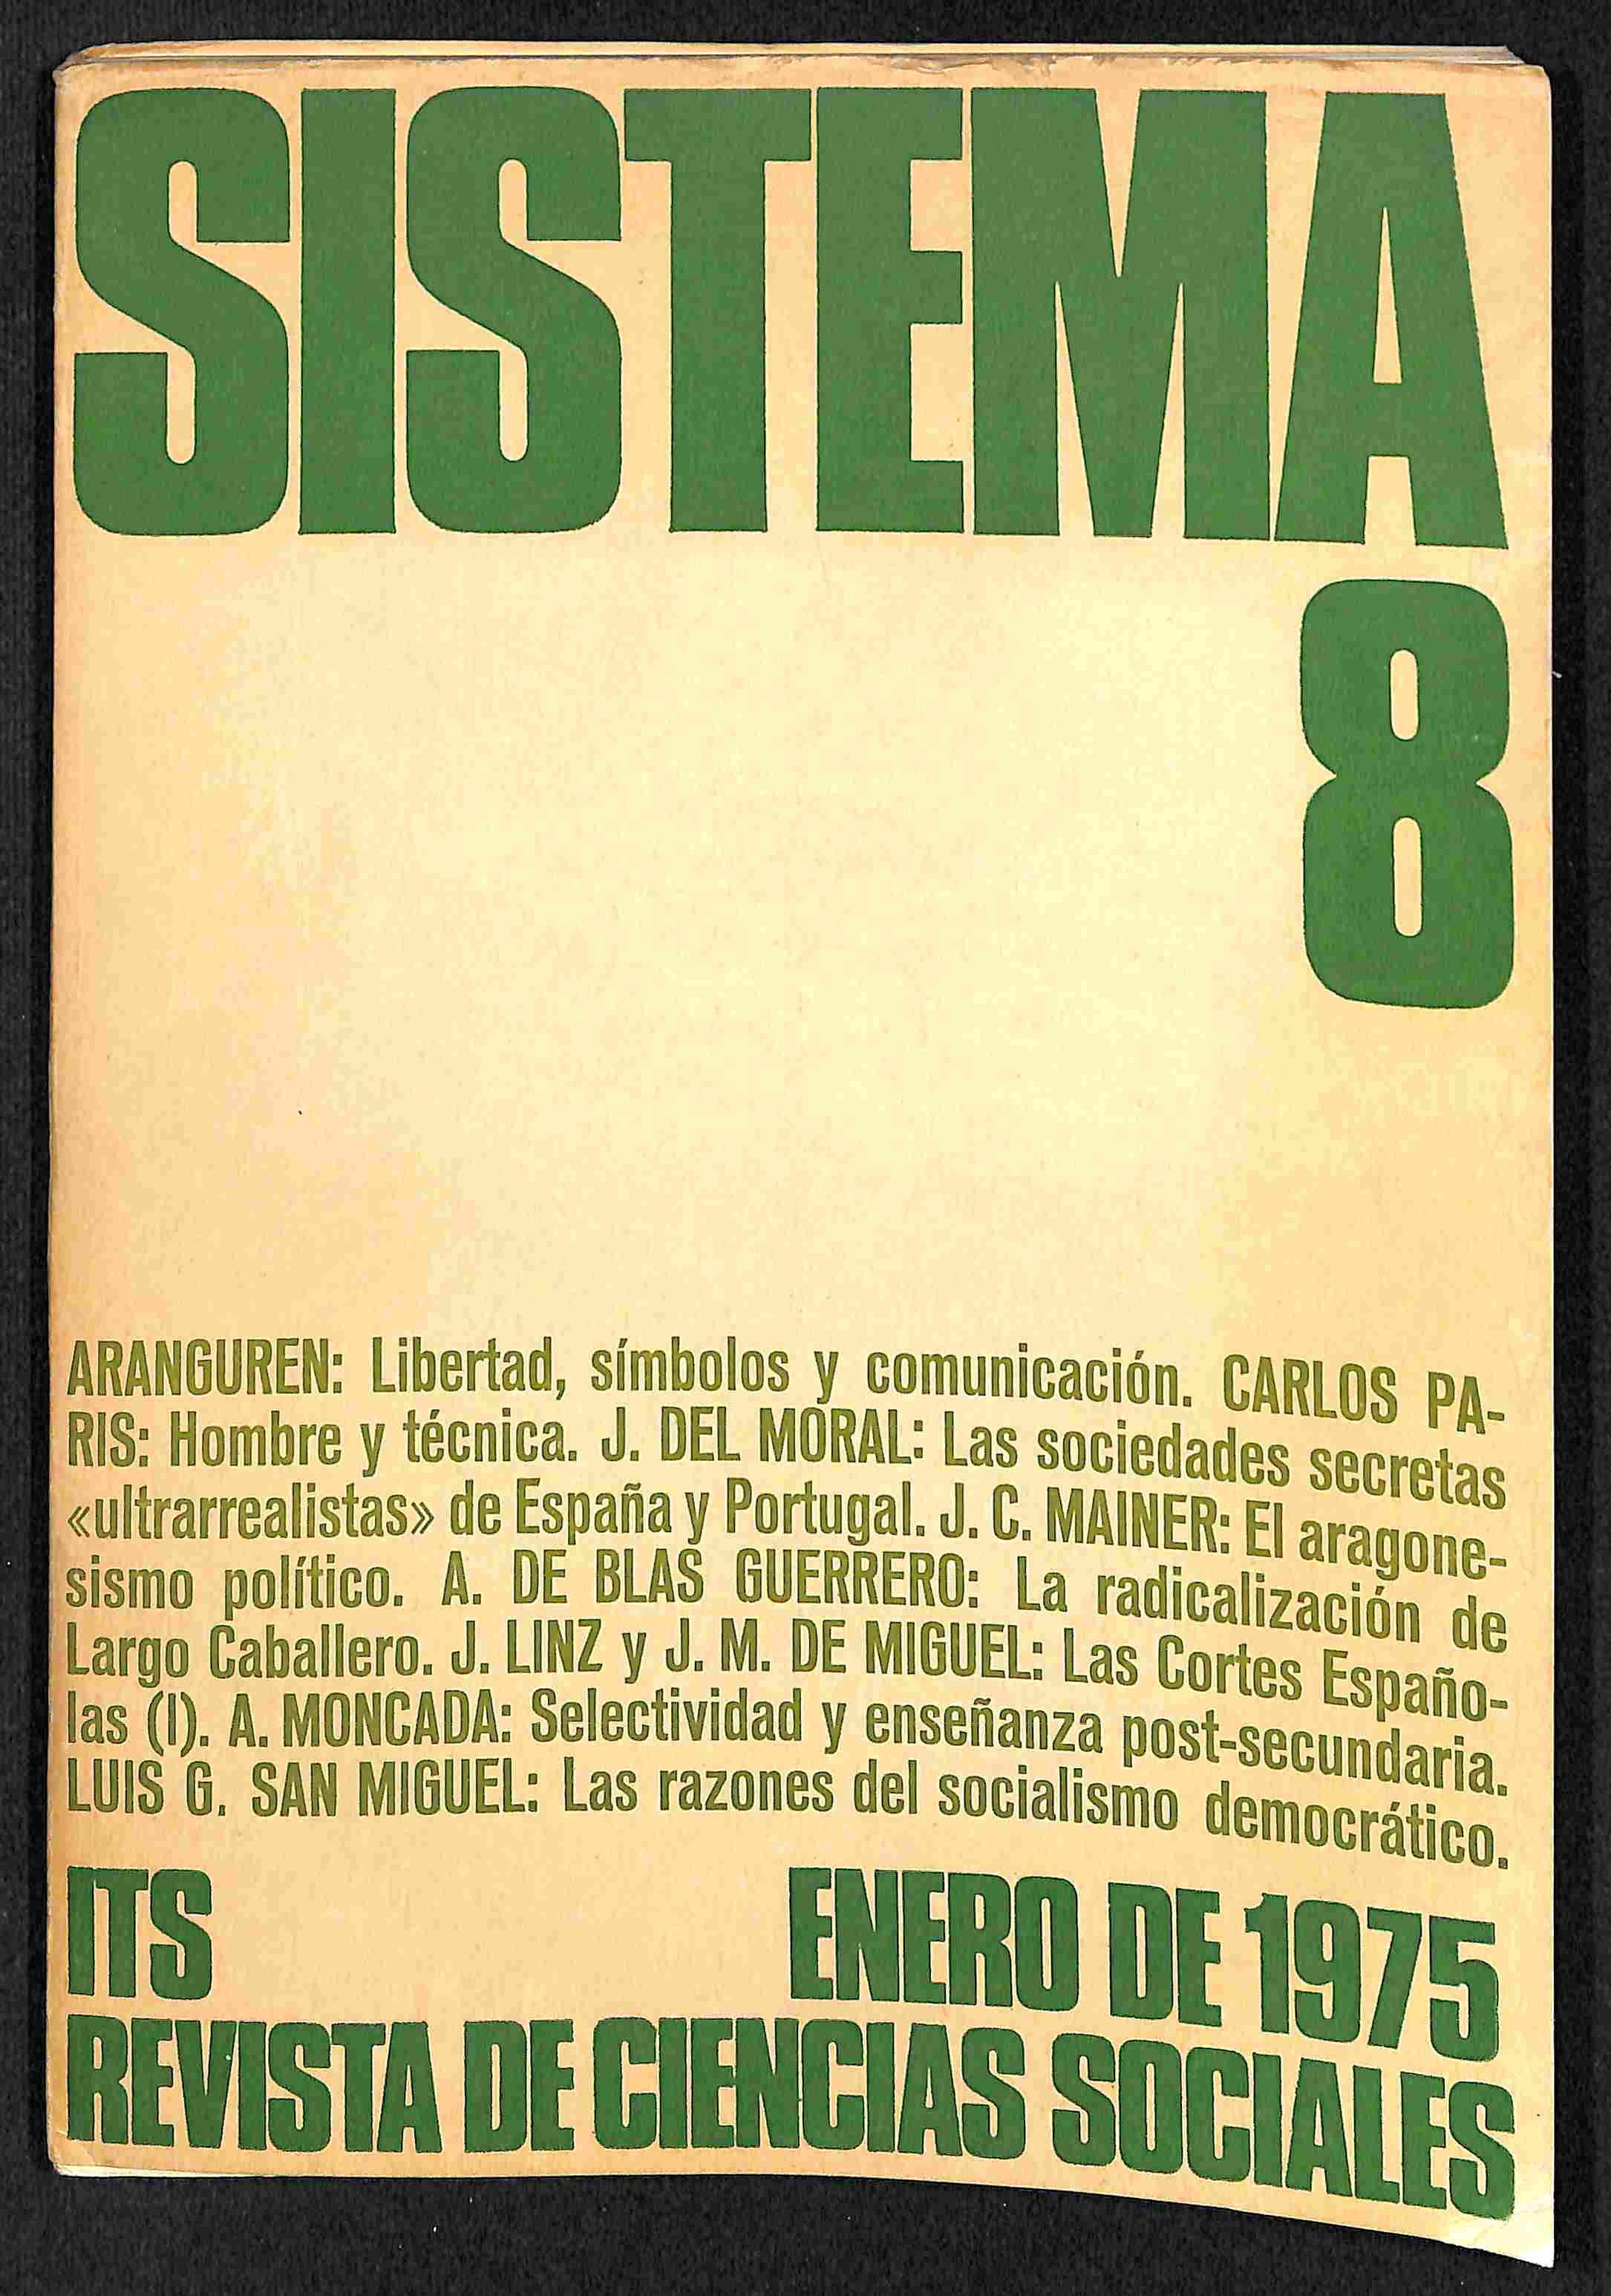 SISTEMA
8
ARANGUREN: Libertad, símbolos y comunicación. CARLOS PA-
RIS: Hombre y técnica. J. DEL MORAL: Las sociedades secretas
«ultrarrealistas» de España y Portugal. J. C. MAINER: El aragone-
sismo político. A. DE BLAS GUERRERO: La radicalización de
Largo Caballero. J. LINZ y J. M. DE MIGUEL: Las Cortes Españo-
las (I). A. MONCADA: Selectividad y enseñanza post-secundaria.
LUIS G. SAN MIGUEL: Las razones del socialismo democrático.
ITS ENERO DE 1975
REVISTA DE CIENCIAS SOCIALES